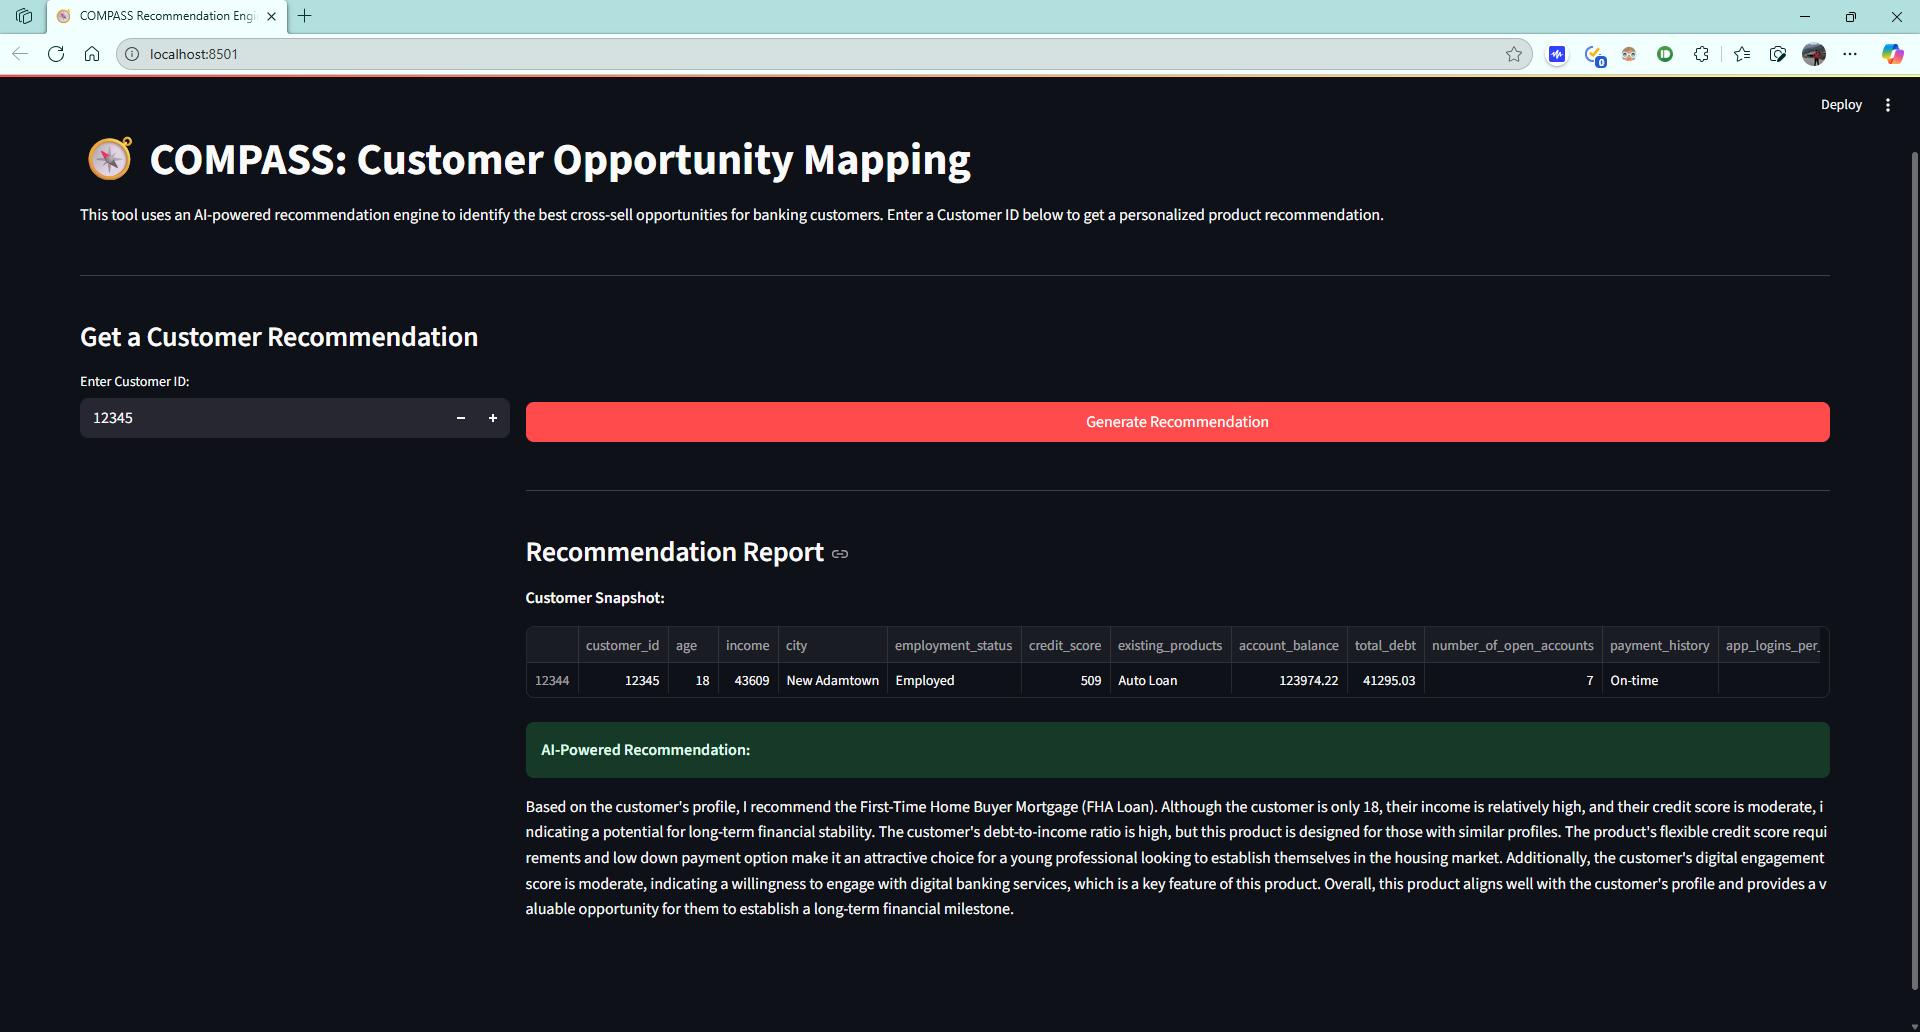 COMPASS Recommendation Engi
localhost:8501
0
Deploy
COMPASS: Customer Opportunity Mapping
This tool uses an AI-powered recommendation engine to identify the best cross-sell opportunities for banking customers. Enter a Customer ID below to get a personalized product recommendation.
Get a Customer Recommendation
Enter Customer ID:
12345
Generate Recommendation
Recommendation Report
Customer Snapshot:
customer_id age income city employment_status credit_score existing_products account_balance total_debt number_of_open_accounts payment_history app_logins_per_
12344 12345 18 43609 New Adamtown Employed 509 Auto Loan 123974.22 41295.03 7 On-time
AI-Powered Recommendation:
Based on the customer's profile, I recommend the First-Time Home Buyer Mortgage (FHA Loan). Although the customer is only 18, their income is relatively high, and their credit score is moderate, i
ndicating a potential for long-term financial stability. The customer's debt-to-income ratio is high, but this product is designed for those with similar profiles. The product's flexible credit score requi
rements and low down payment option make it an attractive choice for a young professional looking to establish themselves in the housing market. Additionally, the customer's digital engagement
score is moderate, indicating a willingness to engage with digital banking services, which is a key feature of this product. Overall, this product aligns well with the customer's profile and provides a v
aluable opportunity for them to establish a long-term financial milestone.